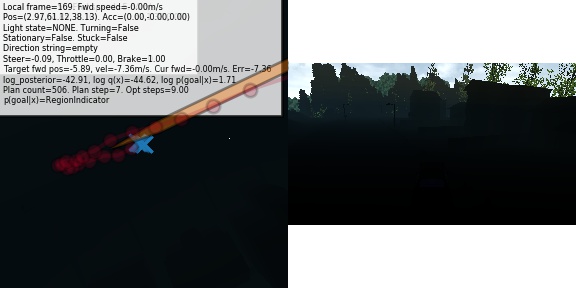 Local frame=169. Fwd speed=-0.00m/s
Pos=(2.97,61.12,38.13). Acc=(0.00,-0.00,0.00)
Light state=NONE. Turning=False
Stationary=False. Stuck=False
Direction string=empty
Steer=-0.09, Throttle=0.00, Brake=1.00
Target fwd pos=-5.89, vel=-7.36m/s. Cur fwd=-0.00m/s. Err=-7.36
log_posterior=-42.91, log q(x)=-44.62, log p(goal|x)=1.71
Plan count=506. Plan step=7. Opt steps=9.00
p(goal|x)=RegionIndicator